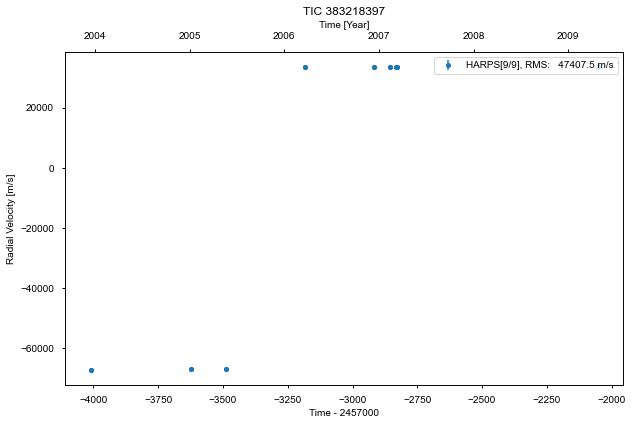 TIC 383218397
Time [Year]
2004 2005 2006 2007 2008 2009
HARPS[9/9], RMS: 47407.5 m/s
20000
0
−20000
−40000
−60000
Radial Velocity [m/s]
−4000 −3750 −3500 −3250 −3000 −2750 −2500 −2250 −2000
Time - 2457000